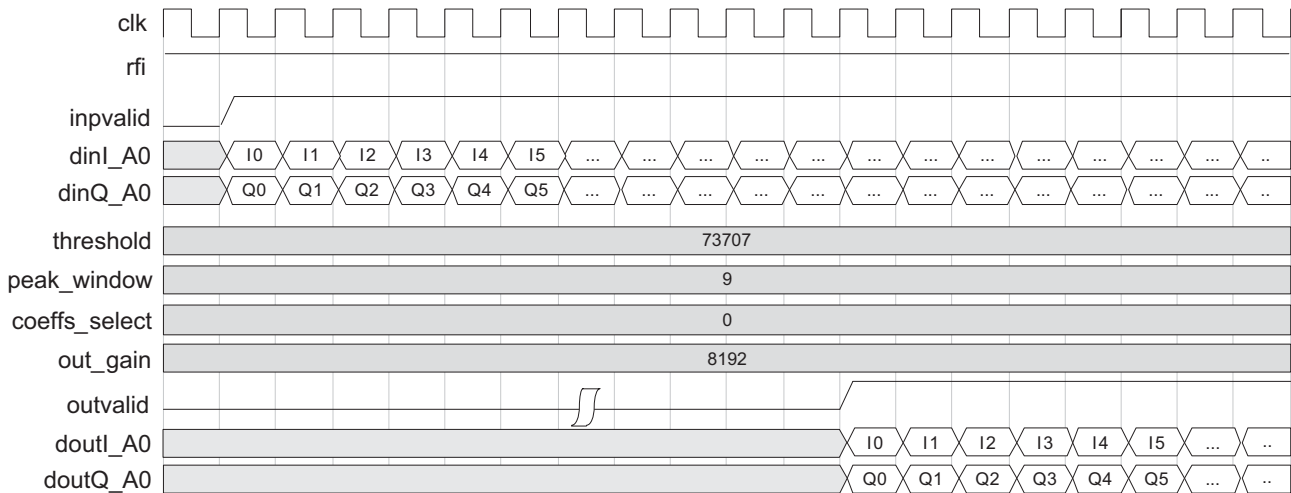 clk
rfi
inpvalid
dinI_A0 I0 I1 I2 I3 I4 I5 ... ... ... ... ... ... ... ... ... ... ... ... ..
dinQ_A0 Q0 Q1 Q2 Q3 Q4 Q5 ... ... ... ... ... ... ... ... ... ... ... ... ..
threshold 73707
peak_window 9
coeffs_select 0
out_gain 8192
outvalid
doutI_A0 I0 I1 I2 I3 I4 I5 ... ..
doutQ_A0 Q0 Q1 Q2 Q3 Q4 Q5 ... ..